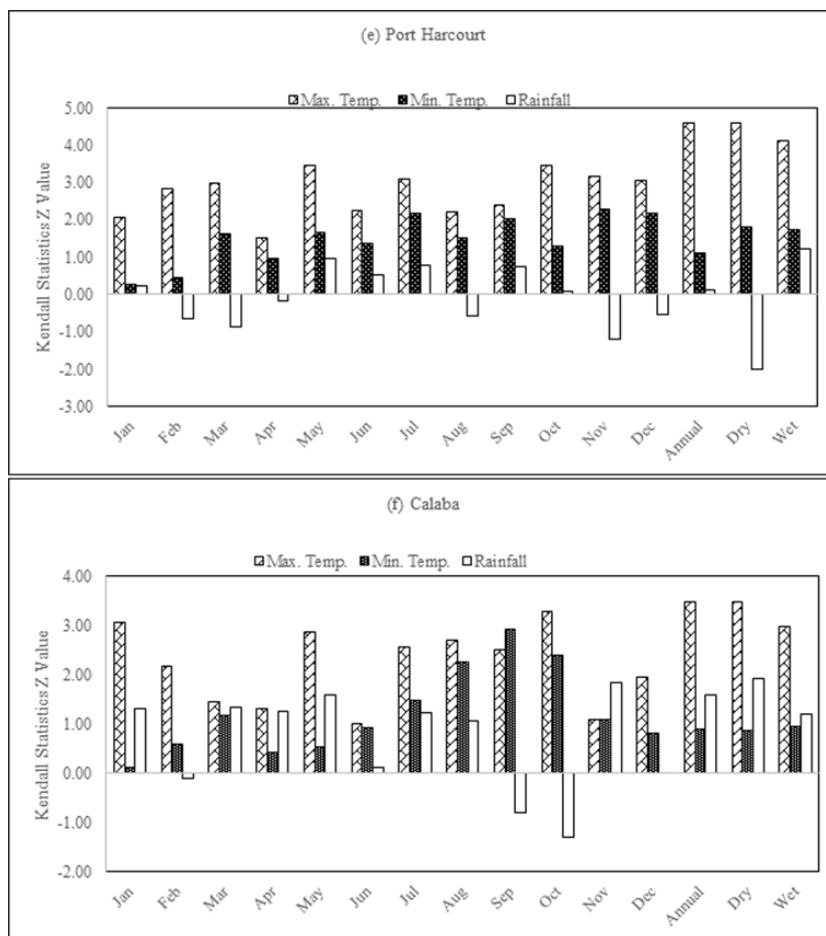 (e) Port Harcourt
Max. Temp. Min. Temp. Rainfall
Kendall Statistics Z Value
5.00
4.00
3.00
2.00
1.00
0.00
-1.00
-2.00
-3.00
Jan Feb Mar Apr May Jun Jul Aug Sep Oct Nov Dec Annual Dry Wet
(f) Calaba
Max. Temp. Min. Temp. Rainfall
Kendall Statistics Z Value
4.00
3.00
2.00
1.00
0.00
-1.00
-2.00
Jan Feb Mar Apr May Jun Jul Aug Sep Oct Nov Dec Annual Dry Wet